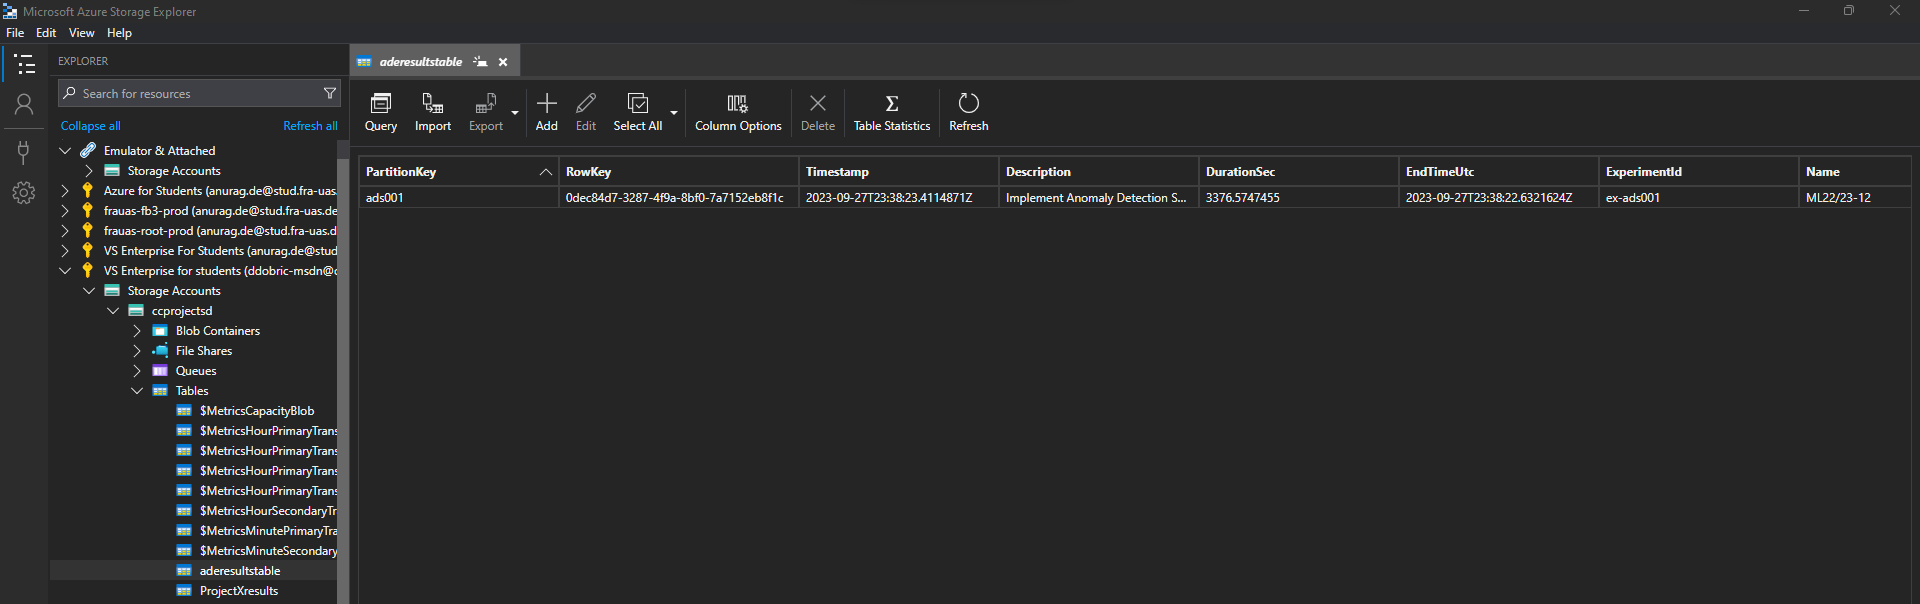 Microsoft Azure Storage Explorer
File Edit View Help
EXPLORER
Search for resources
Collapse all Refresh all
Emulator & Attached
Storage Accounts
Azure for Students (anurag.de@stud.fra-uas.
frauas-fb3-prod (anurag.de@stud.fra-uas.de
frauas-root-prod (anurag.de@stud.fra-uas.d
VS Enterprise For Students (anurag.de@stud
VS Enterprise for students (ddobric-msdn@
Storage Accounts
ccprojectsd
Blob Containers
File Shares
Queues
Tables
$MetricsCapacityBlob
$MetricsHourPrimaryTrans
$MetricsHourPrimaryTrans
$MetricsHourPrimaryTrans
$MetricsHourPrimaryTrans
$MetricsHourSecondaryTr
$MetricsMinutePrimaryTra
$MetricsMinuteSecondary
aderesultstable
ProjectXresults
aderesultstable
Query Import Export Add Edit Select All Column Options Delete Table Statistics Refresh
PartitionKey RowKey Timestamp Description DurationSec EndTimeUtc ExperimentId Name
ads001 0dec84d7-3287-4f9a-8bf0-7a7152eb8f1c 2023-09-27T23:38:23.4114871Z Implement Anomaly Detection S... 3376.5747455 2023-09-27T23:38:22.6321624Z ex-ads001 ML22/23-12